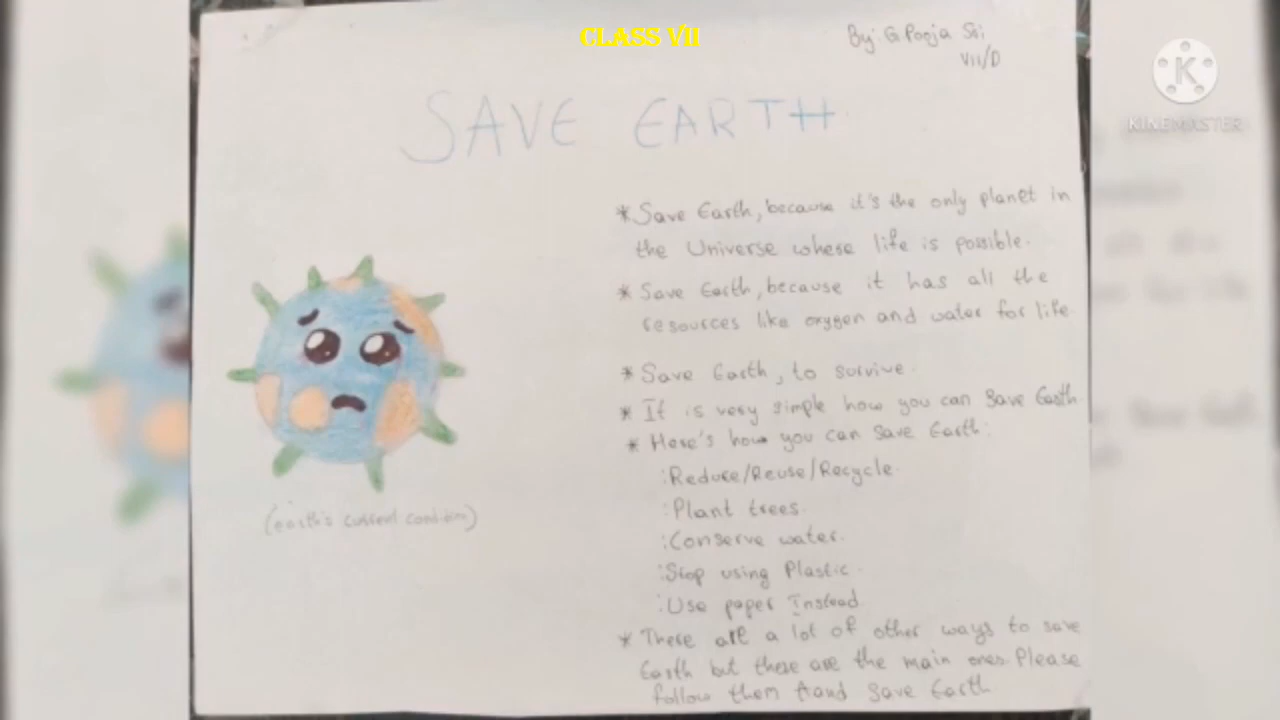 CLASS VII
By: G Pooja Sri
VII/D
KINEMASTER
SAVE EARTH
* Save Earth, because it's the only planet in
the Universe where life is possible.
* Save Earth, because it has all the
resources like oxygen and water for life.
* Save Earth, to survive.
* It is very simple how you can Save Earth.
* Here's how you can Save Earth:
:Reduce/Reuse/Recycle.
:Plant trees.
:Conserve water.
:Stop using Plastic.
:Use paper Instead.
* There are a lot of other ways to save
Earth but these are the main ones. Please
follow them and Save Earth.
(earth's current condition)